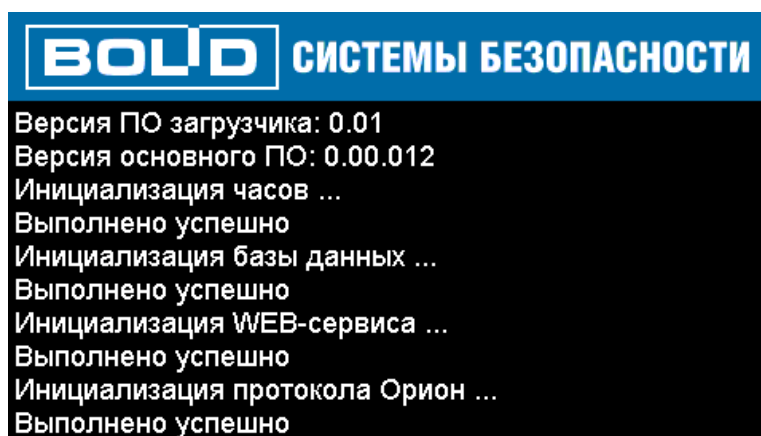 BOLID СИСТЕМЫ БЕЗОПАСНОСТИ
Версия ПО загрузчика: 0.01
Версия основного ПО: 0.00.012
Инициализация часов ...
Выполнено успешно
Инициализация базы данных ...
Выполнено успешно
Инициализация WEB-сервиса ...
Выполнено успешно
Инициализация протокола Орион ...
Выполнено успешно